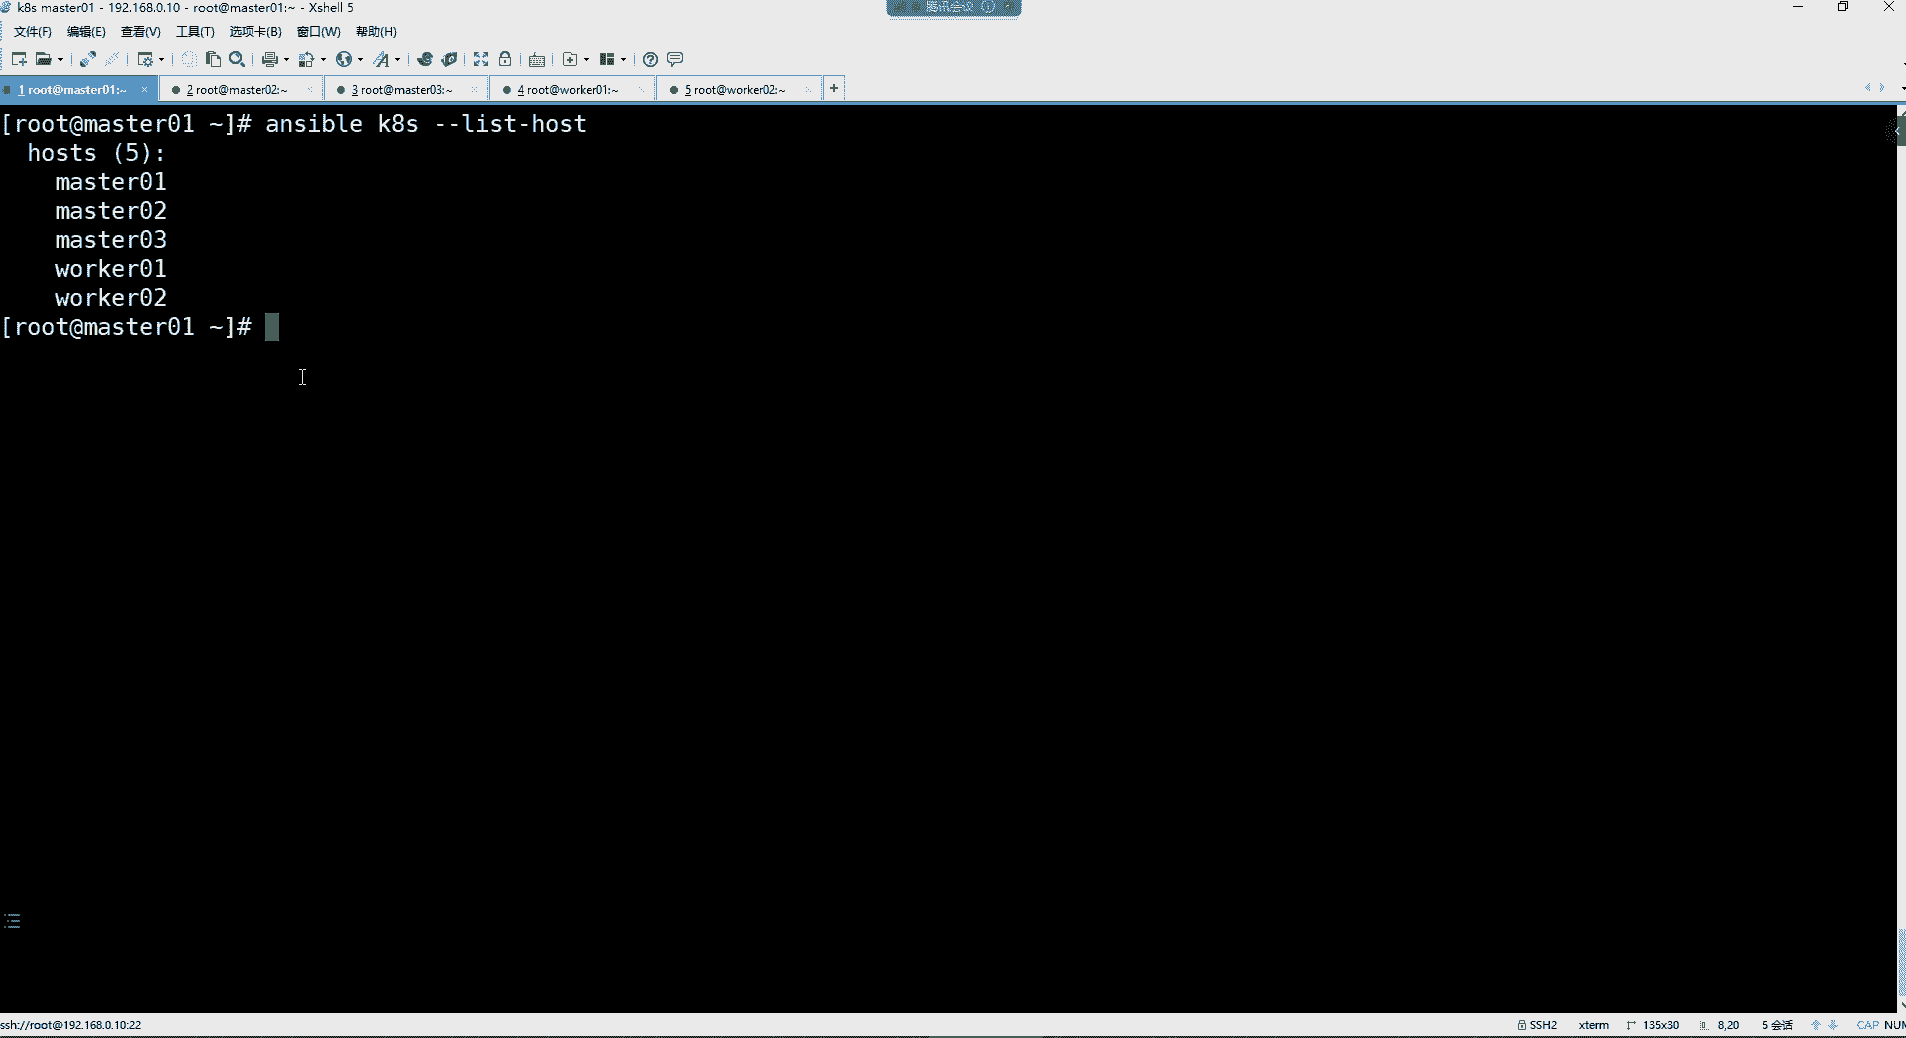 k8s master01 - 192.168.0.10 - root@master01:~ - Xshell 5
腾讯会议
文件(F) 编辑(E) 查看(V) 工具(T) 选项卡(B) 窗口(W) 帮助(H)
1 root@master01:~ 2 root@master02:~ 3 root@master03:~ 4 root@worker01:~ 5 root@worker02:~
[root@master01 ~]# ansible k8s --list-host
hosts (5):
master01
master02
master03
worker01
worker02
[root@master01 ~]#
ssh://root@192.168.0.10:22 SSH2 xterm 135x30 8,20 5 会话 CAP NUM